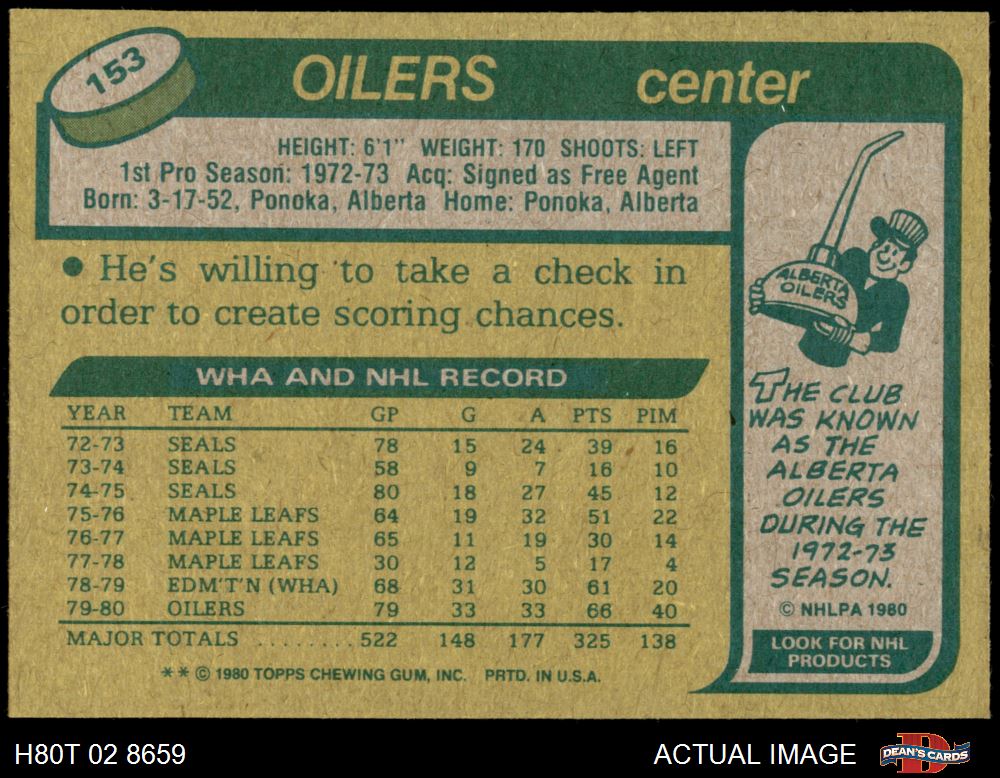 153
OILERS center
HEIGHT: 6'1" WEIGHT: 170 SHOOTS: LEFT
1st Pro Season: 1972-73 Acq: Signed as Free Agent
Born: 3-17-52, Ponoka, Alberta Home: Ponoka, Alberta
• He's willing to take a check in
order to create scoring chances.
WHA AND NHL RECORD
YEAR TEAM GP G A PTS PIM
72-73 SEALS 78 15 24 39 16
73-74 SEALS 58 9 7 16 10
74-75 SEALS 80 18 27 45 12
75-76 MAPLE LEAFS 64 19 32 51 22
76-77 MAPLE LEAFS 65 11 19 30 14
77-78 MAPLE LEAFS 30 12 5 17 4
78-79 EDM'T'N (WHA) 68 31 30 61 20
79-80 OILERS 79 33 33 66 40
MAJOR TOTALS ........ 522 148 177 325 138
** © 1980 TOPPS CHEWING GUM, INC. PRTD. IN U.S.A.
ALBERTA
OILERS
THE CLUB
WAS KNOWN
AS THE
ALBERTA
OILERS
DURING THE
1972-73
SEASON.
© NHLPA 1980
LOOK FOR NHL
PRODUCTS
H80T 02 8659
ACTUAL IMAGE
D
DEAN'S CARDS